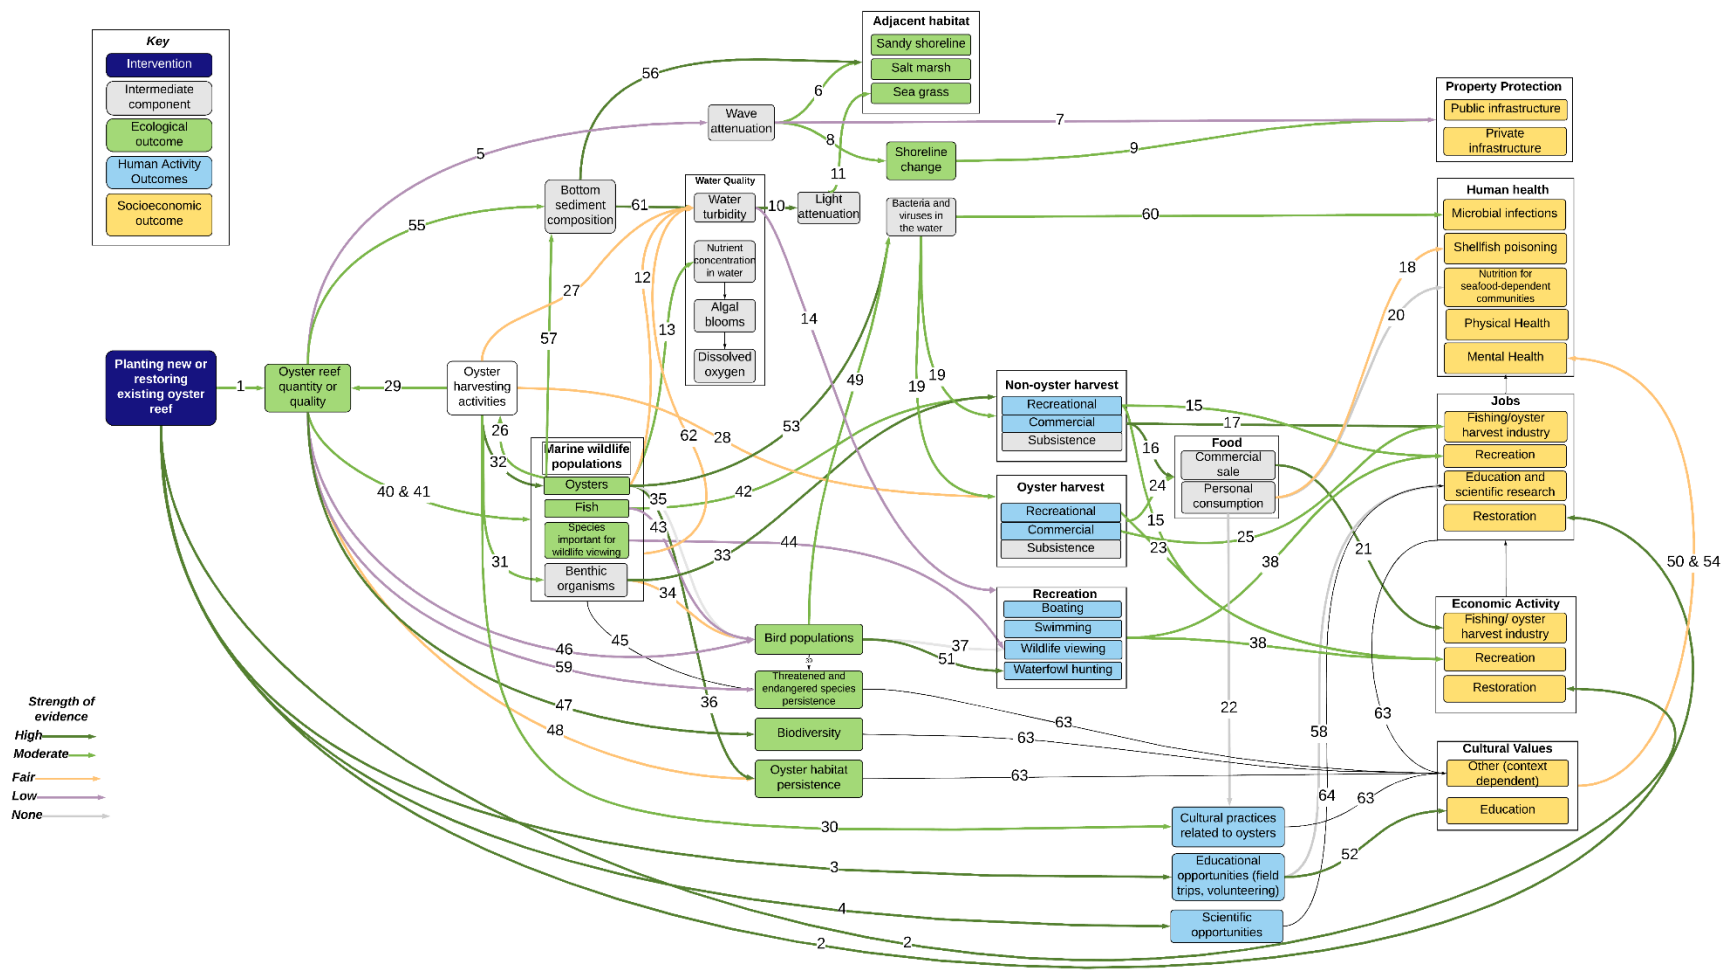 Key
Intervention
Intermediate
component
Ecological
outcome
Human Activity
Outcomes
Socioeconomic
outcome
Strength of
evidence
High
Moderate
Fair
Low
None
Planting new or
restoring
existing oyster
reef
1
Oyster reef
quantity or
quality
29
Oyster
harvesting
activities
5
55
56
57
61
27
12
13
62
28
26
32
31
40 & 41
Bottom
sediment
composition
Wave
attenuation
6
7
8
9
10
11
14
Water Quality
Water
turbidity
Nutrient
concentration
in water
Algal
blooms
Dissolved
oxygen
Light
attenuation
Adjacent habitat
Sandy shoreline
Salt marsh
Sea grass
Shoreline
change
Bacteria and
viruses in
the water
60
49
53
19
19
Marine wildlife
populations
Oysters
Fish
Species
important for
wildlife viewing
Benthic
organisms
35
43
42
44
33
34
45
46
59
47
48
36
Bird populations
39
Threatened and
endangered species
persistence
Biodiversity
Oyster habitat
persistence
37
51
63
63
63
Non-oyster harvest
Recreational
Commercial
Subsistence
Oyster harvest
Recreational
Commercial
Subsistence
Recreation
Boating
Swimming
Wildlife viewing
Waterfowl hunting
15
17
16
24
15
23
25
38
38
21
18
20
22
58
64
63
63
52
50 & 54
Food
Commercial
sale
Personal
consumption
Cultural practices
related to oysters
Educational
opportunities (field
trips, volunteering)
Scientific
opportunities
30
3
4
2
2
Property Protection
Public infrastructure
Private
infrastructure
Human health
Microbial infections
Shellfish poisoning
Nutrition for
seafood-dependent
communities
Physical Health
Mental Health
Jobs
Fishing/oyster
harvest industry
Recreation
Education and
scientific research
Restoration
Economic Activity
Fishing/ oyster
harvest industry
Recreation
Restoration
Cultural Values
Other (context
dependent)
Education